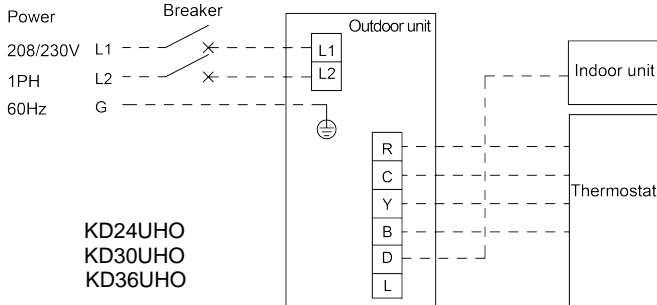 Power
Breaker
Outdoor unit
208/230V L1
L1
1PH L2
L2
Indoor unit
60Hz G
R
C
Thermostat
Y
B
D
L
KD24UHO
KD30UHO
KD36UHO